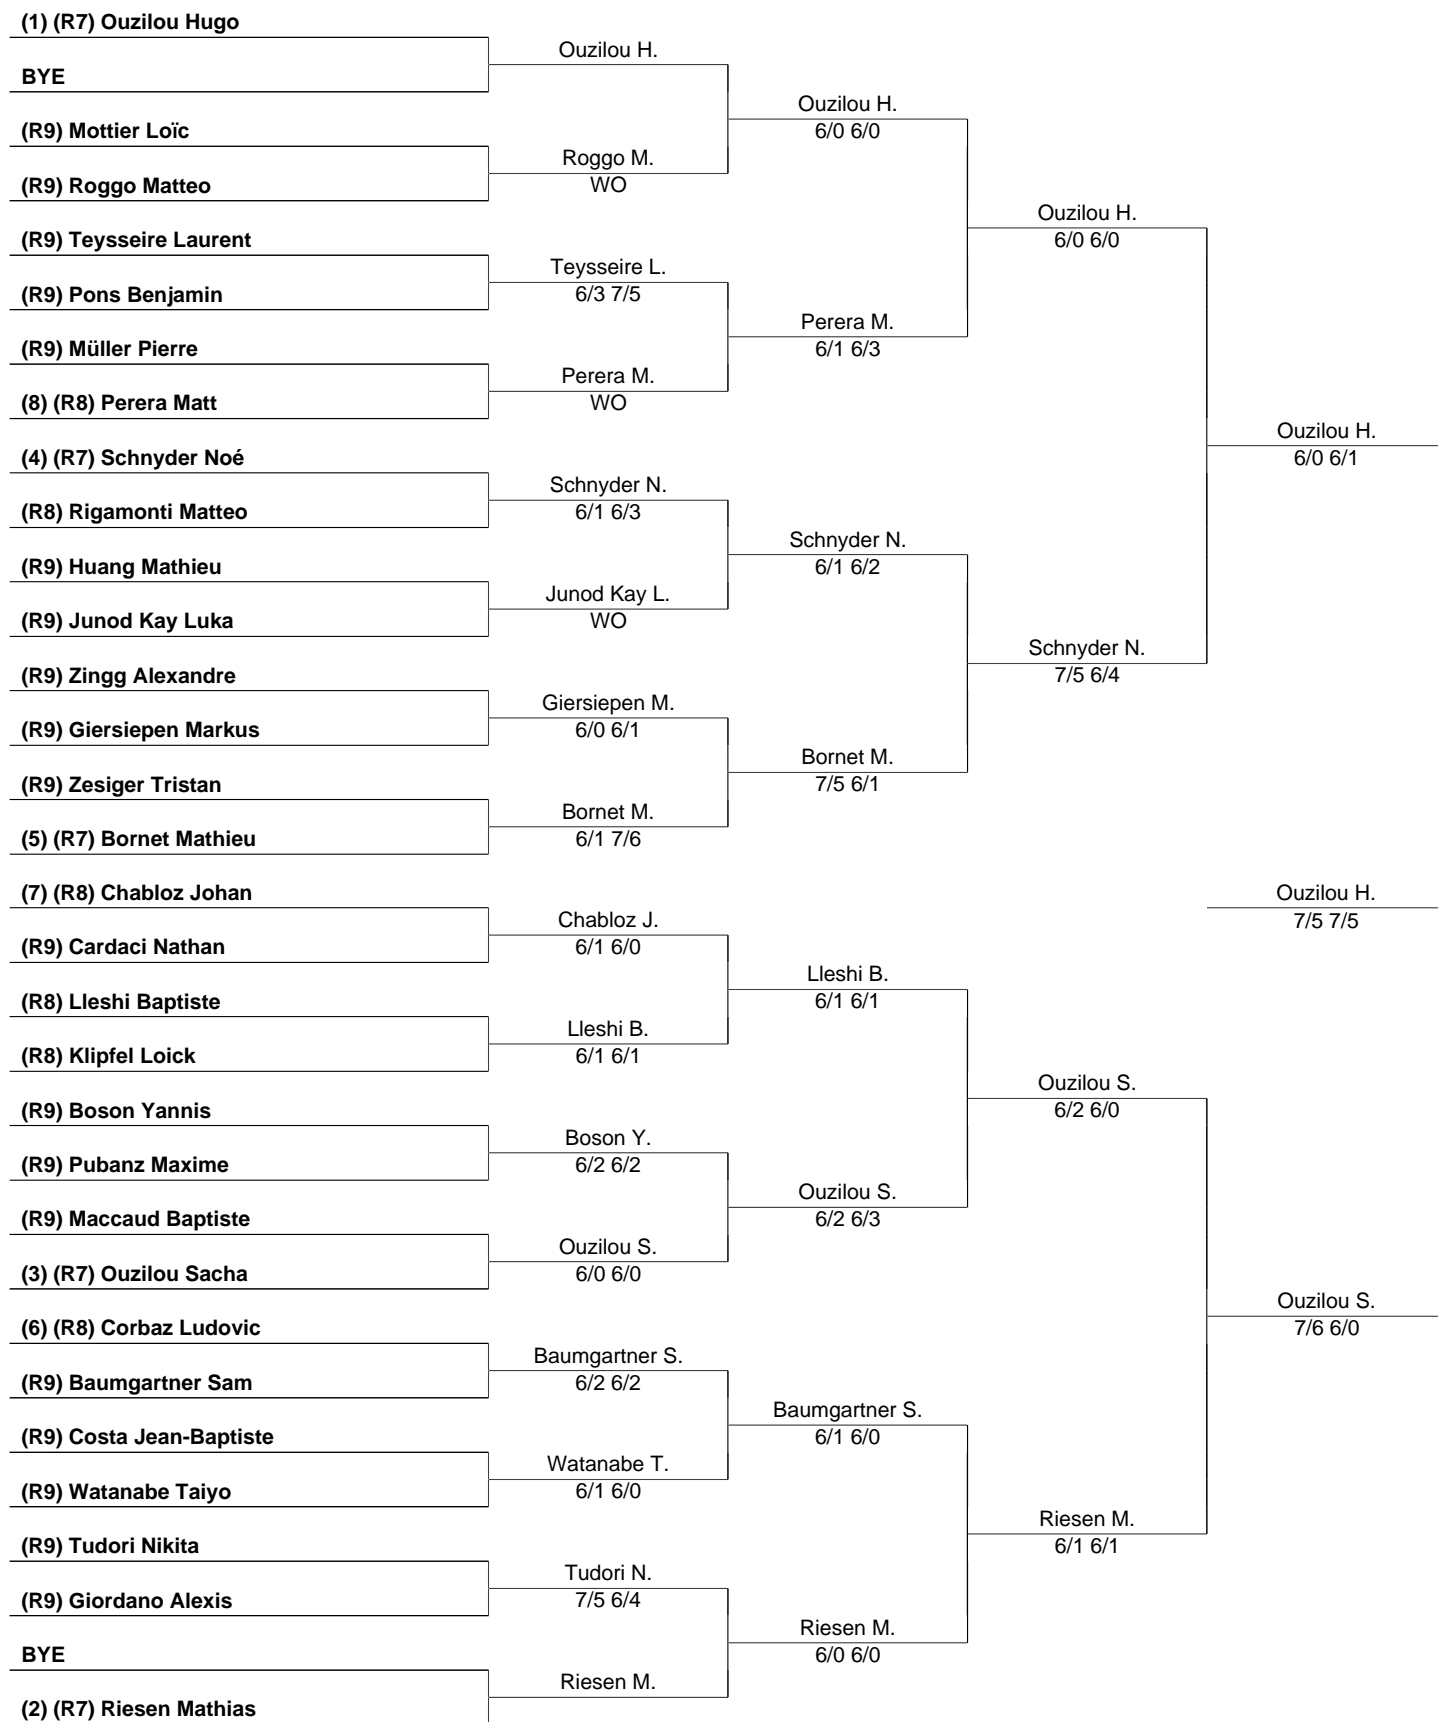 (1) (R7) Ouzilou Hugo
BYE
(R9) Mottier Loïc
(R9) Roggo Matteo
(R9) Teysseire Laurent
(R9) Pons Benjamin
(R9) Müller Pierre
(8) (R8) Perera Matt
(4) (R7) Schnyder Noé
(R8) Rigamonti Matteo
(R9) Huang Mathieu
(R9) Junod Kay Luka
(R9) Zingg Alexandre
(R9) Giersiepen Markus
(R9) Zesiger Tristan
(5) (R7) Bornet Mathieu
(7) (R8) Chabloz Johan
(R9) Cardaci Nathan
(R8) Lleshi Baptiste
(R8) Klipfel Loick
(R9) Boson Yannis
(R9) Pubanz Maxime
(R9) Maccaud Baptiste
(3) (R7) Ouzilou Sacha
(6) (R8) Corbaz Ludovic
(R9) Baumgartner Sam
(R9) Costa Jean-Baptiste
(R9) Watanabe Taiyo
(R9) Tudori Nikita
(R9) Giordano Alexis
BYE
(2) (R7) Riesen Mathias
Ouzilou H.
Roggo M.
WO
Teysseire L.
6/3 7/5
Perera M.
WO
Schnyder N.
6/1 6/3
Junod Kay L.
WO
Giersiepen M.
6/0 6/1
Bornet M.
6/1 7/6
Chabloz J.
6/1 6/0
Lleshi B.
6/1 6/1
Boson Y.
6/2 6/2
Ouzilou S.
6/0 6/0
Baumgartner S.
6/2 6/2
Watanabe T.
6/1 6/0
Tudori N.
7/5 6/4
Riesen M.
Ouzilou H.
6/0 6/0
Perera M.
6/1 6/3
Schnyder N.
6/1 6/2
Bornet M.
7/5 6/1
Lleshi B.
6/1 6/1
Ouzilou S.
6/2 6/3
Baumgartner S.
6/1 6/0
Riesen M.
6/0 6/0
Ouzilou H.
6/0 6/0
Schnyder N.
7/5 6/4
Ouzilou S.
6/2 6/0
Riesen M.
6/1 6/1
Ouzilou H.
6/0 6/1
Ouzilou H.
7/5 7/5
Ouzilou S.
7/6 6/0